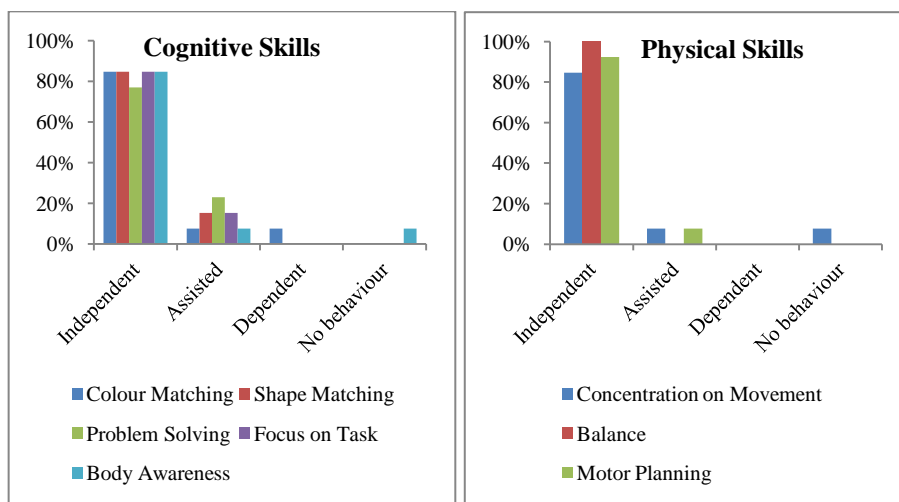 Cognitive Skills
100%
80%
60%
40%
20%
0%
Independent
Assisted
Dependent
No behaviour
Colour Matching
Shape Matching
Problem Solving
Focus on Task
Body Awareness
Physical Skills
100%
80%
60%
40%
20%
0%
Independent
Assisted
Dependent
No behaviour
Concentration on Movement
Balance
Motor Planning